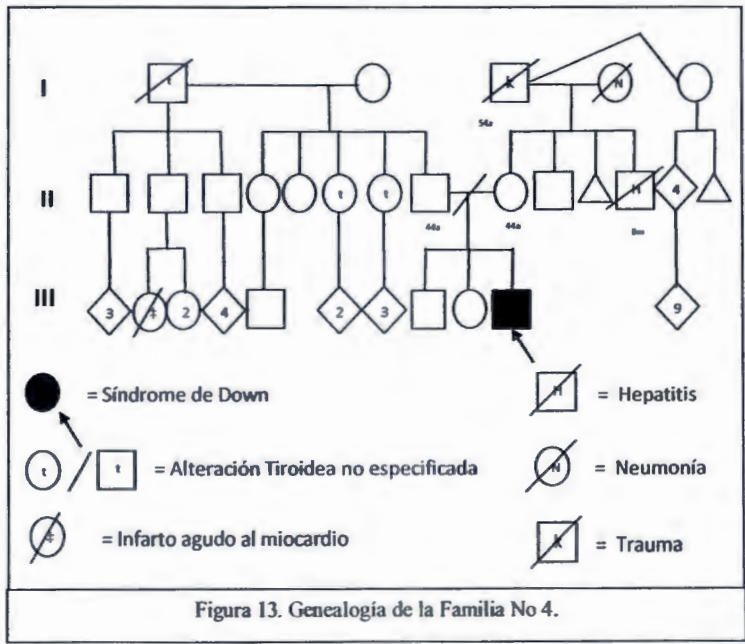 I
t
k
N
54a
II
t
t
H
4
44a
44a
8m
III
3
2
4
2
3
9
= Síndrome de Down
H
= Hepatitis
t
/
t
= Alteración Tiroidea no especificada
N
= Neumonía
= Infarto agudo al miocardio
k
= Trauma
Figura 13. Genealogía de la Familia No 4.